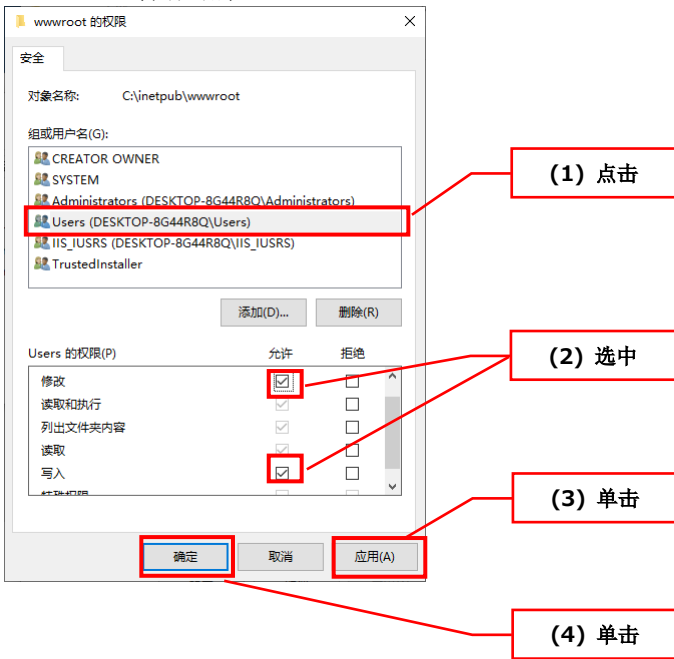 wwwroot 的权限
安全
对象名称: C:\inetpub\wwwroot
组或用户名(G):
CREATOR OWNER
SYSTEM
Administrators (DESKTOP-8G44R8Q\Administrators)
Users (DESKTOP-8G44R8Q\Users)
IIS_IUSRS (DESKTOP-8G44R8Q\IIS_IUSRS)
TrustedInstaller
(1) 点击
添加(D)... 删除(R)
Users 的权限(P) 允许 拒绝
(2) 选中
修改
读取和执行
列出文件夹内容
读取
写入
特殊权限
(3) 单击
确定 取消 应用(A)
(4) 单击